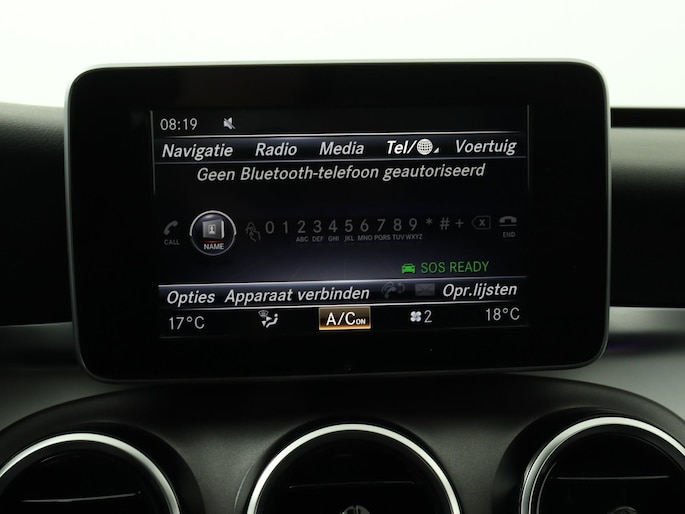 08:19
Navigatie Radio Media Tel/ Voertuig
Geen Bluetooth-telefoon geautoriseerd
0 1 2 3 4 5 6 7 8 9 * # +
ABC DEF GHI JKL MNO PQRS TUV WXYZ
CALL NAME END
SOS READY
Opties Apparaat verbinden Opr.lijsten
17°C A/C ON 2 18°C